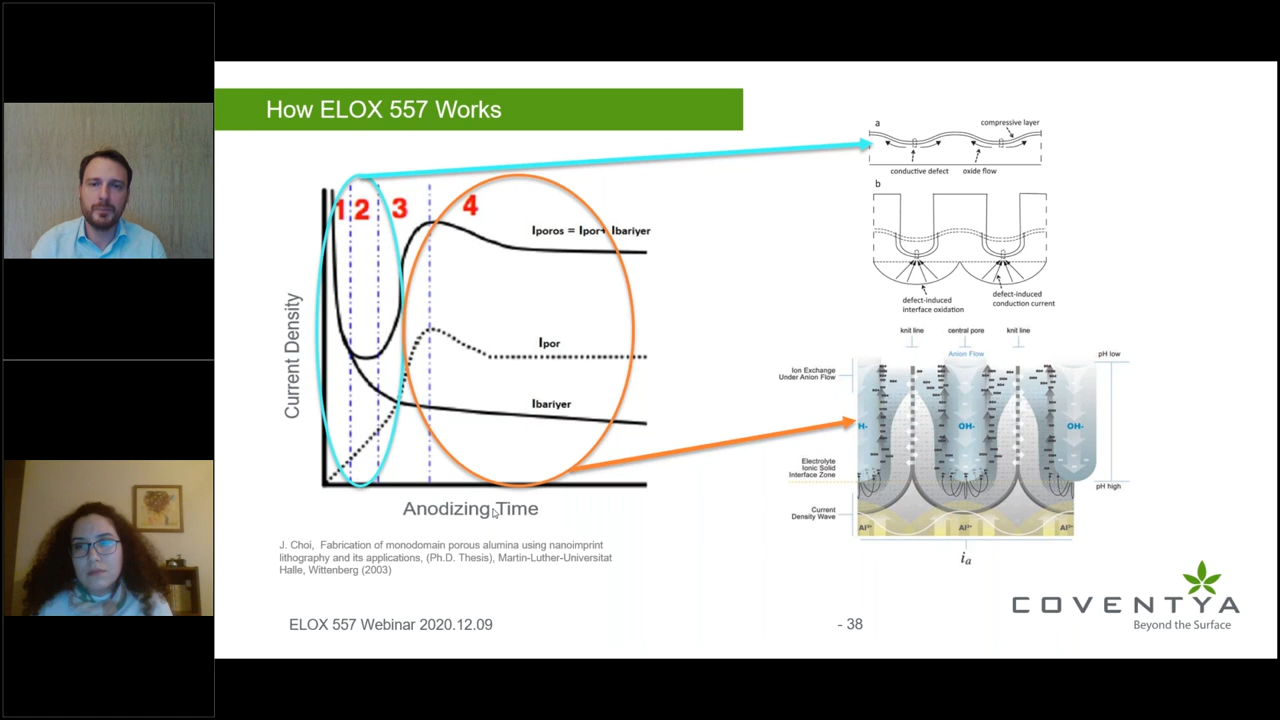 How ELOX 557 Works
1
2
3
4
Iporos = Ipor+ Ibariyer
Ipor
Ibariyer
Current Density
Anodizing Time
J. Choi, Fabrication of monodomain porous alumina using nanoimprint
lithography and its applications, (Ph.D. Thesis), Martin-Luther-Universitat
Halle, Wittenberg (2003)
a
compressive layer
conductive defect
oxide flow
b
defect-induced
interface oxidation
defect-induced
conduction current
knit line
central pore
knit line
Anion Flow
pH low
Ion Exchange
Under Anion Flow
H-
OH-
OH-
Electrolyte
Ionic Solid
Interface Zone
pH high
Current
Density Wave
Al³⁺
Al³⁺
Al³⁺
ia
ELOX 557 Webinar 2020.12.09
- 38
COVENTYA
Beyond the Surface